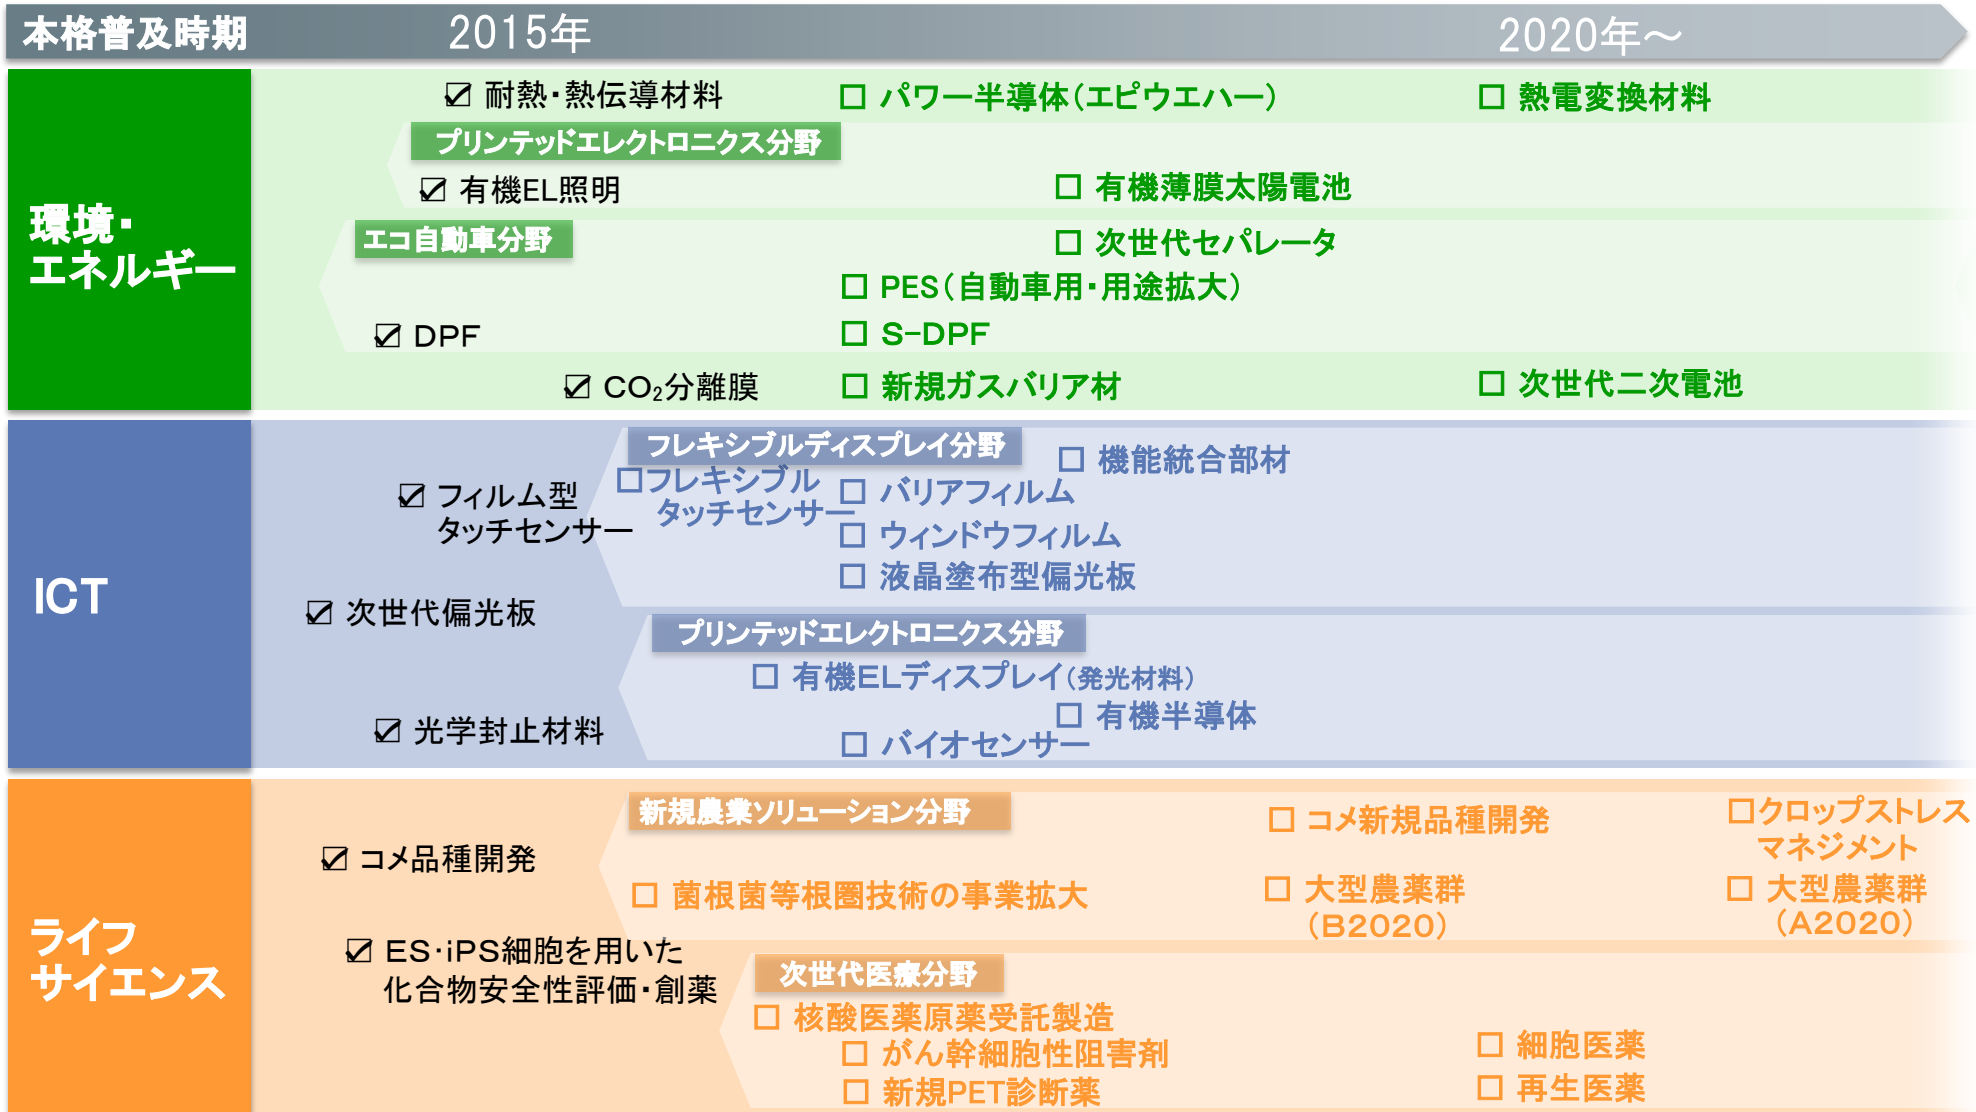 本格普及時期 2015年 2020年～
環境・
エネルギー
☑ 耐熱・熱伝導材料 □ パワー半導体（エピウエハー） □ 熱電変換材料
プリンテッドエレクトロニクス分野
☑ 有機EL照明 □ 有機薄膜太陽電池
エコ自動車分野 □ 次世代セパレータ
□ PES（自動車用・用途拡大）
☑ DPF □ S-DPF
☑ CO₂分離膜 □ 新規ガスバリア材 □ 次世代二次電池
ICT
フレキシブルディスプレイ分野 □ 機能統合部材
☑ フィルム型
タッチセンサー
□フレキシブル
タッチセンサー
□ バリアフィルム
□ ウィンドウフィルム
□ 液晶塗布型偏光板
☑ 次世代偏光板
プリンテッドエレクトロニクス分野
□ 有機ELディスプレイ（発光材料）
☑ 光学封止材料 □ 有機半導体
□ バイオセンサー
ライフ
サイエンス
新規農業ソリューション分野
☑ コメ品種開発
□ コメ新規品種開発
□クロップストレス
マネジメント
□ 菌根菌等根圏技術の事業拡大
□ 大型農薬群
（B2020）
□ 大型農薬群
（A2020）
☑ ES・iPS細胞を用いた
化合物安全性評価・創薬
次世代医療分野
□ 核酸医薬原薬受託製造
□ がん幹細胞性阻害剤 □ 細胞医薬
□ 新規PET診断薬 □ 再生医薬